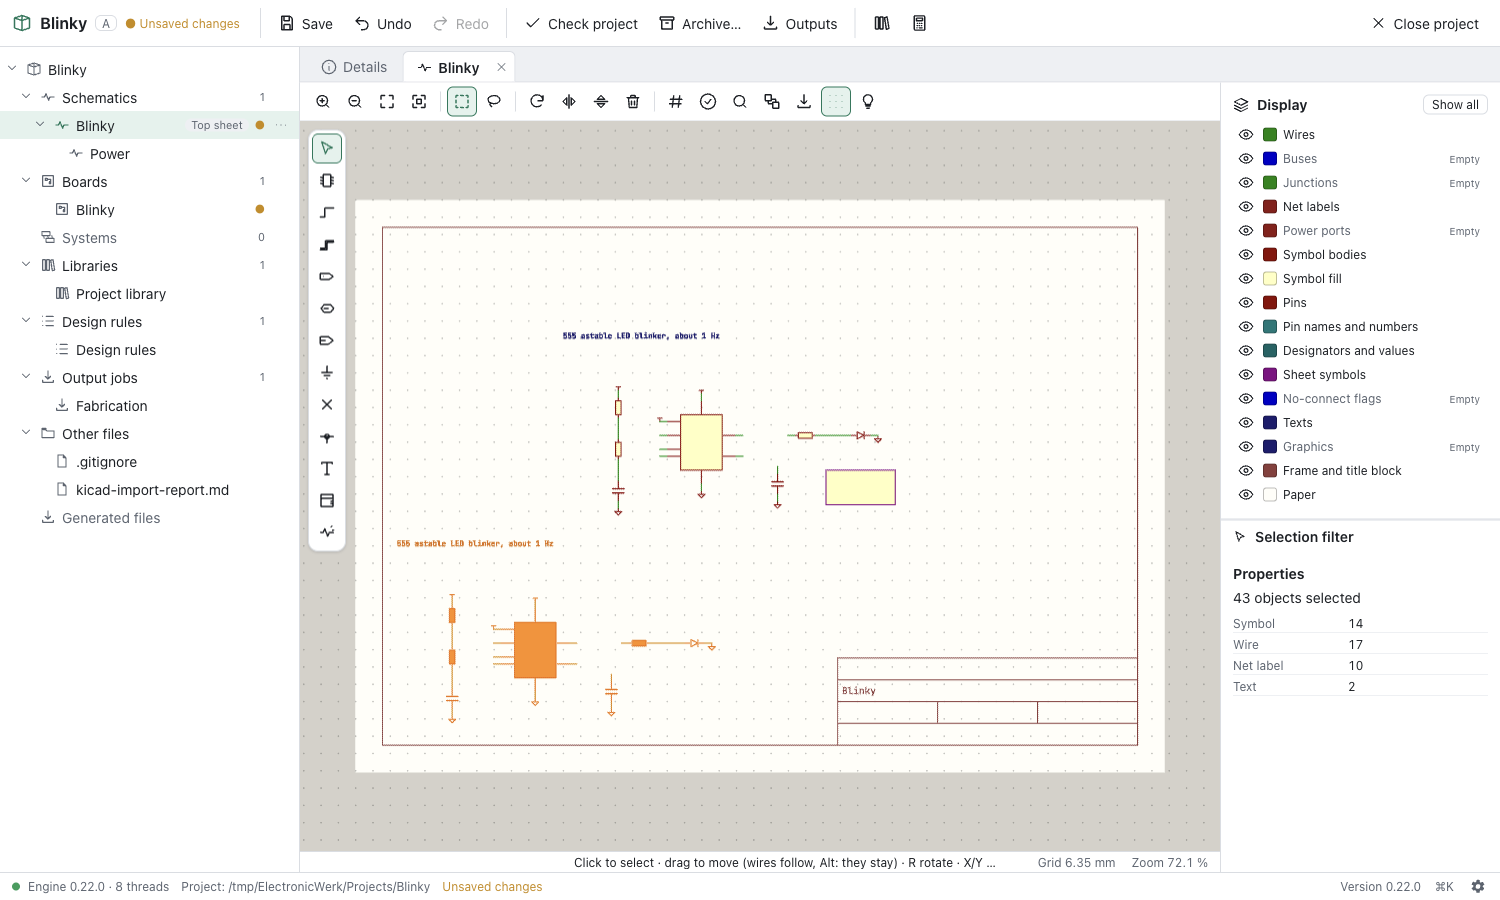 Blinky A Unsaved changes Save Undo Redo Check project Archive... Outputs Close project
Blinky
Schematics 1
Blinky Top sheet
Power
Boards 1
Blinky
Systems 0
Libraries 1
Project library
Design rules 1
Design rules
Output jobs 1
Fabrication
Other files
.gitignore
kicad-import-report.md
Generated files
Details Blinky
555 astable LED blinker, about 1 Hz
555 astable LED blinker, about 1 Hz
Blinky
Display Show all
Wires
Buses Empty
Junctions Empty
Net labels
Power ports Empty
Symbol bodies
Symbol fill
Pins
Pin names and numbers
Designators and values
Sheet symbols
No-connect flags Empty
Texts
Graphics Empty
Frame and title block
Paper
Selection filter
Properties
43 objects selected
Symbol 14
Wire 17
Net label 10
Text 2
Click to select · drag to move (wires follow, Alt: they stay) · R rotate · X/Y ... Grid 6.35 mm Zoom 72.1 %
Engine 0.22.0 · 8 threads Project: /tmp/ElectronicWerk/Projects/Blinky Unsaved changes Version 0.22.0 ⌘K